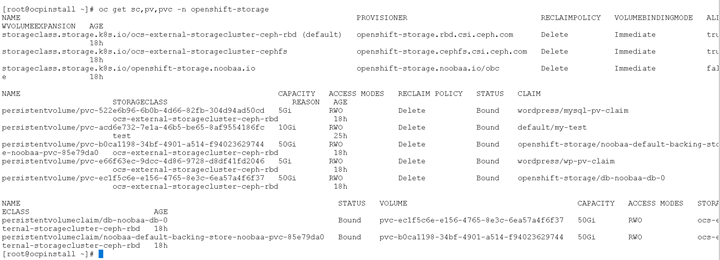 [root@ocpinstall ~]# oc get sc,pv,pvc -n openshift-storage
NAME PROVISIONER RECLAIMPOLICY VOLUMEBINDINGMODE ALL
WVOLUMEEXPANSION AGE
storageclass.storage.k8s.io/ocs-external-storagecluster-ceph-rbd (default) openshift-storage.rbd.csi.ceph.com Delete Immediate tru
18h
storageclass.storage.k8s.io/ocs-external-storagecluster-cephfs openshift-storage.cephfs.csi.ceph.com Delete Immediate tru
18h
storageclass.storage.k8s.io/openshift-storage.noobaa.io openshift-storage.noobaa.io/obc Delete Immediate fal
e 18h
NAME CAPACITY ACCESS MODES RECLAIM POLICY STATUS CLAIM
STORAGECLASS REASON AGE
persistentvolume/pvc-522e6b96-6b0b-4d66-82fb-304d94ad50cd 5Gi RWO Delete Bound wordpress/mysql-pv-claim
ocs-external-storagecluster-ceph-rbd 18h
persistentvolume/pvc-acd6e732-7e1a-46b5-be65-8af9554186fc 10Gi RWO Delete Bound default/my-test
test 25h
persistentvolume/pvc-b0ca1198-34bf-4901-a514-f94023629744 50Gi RWO Delete Bound openshift-storage/noobaa-default-backing-sto
e-noobaa-pvc-85e79da0 ocs-external-storagecluster-ceph-rbd 18h
persistentvolume/pvc-e66f63ec-9dcc-4d86-9728-d8df41fd2046 5Gi RWO Delete Bound wordpress/wp-pv-claim
ocs-external-storagecluster-ceph-rbd 18h
persistentvolume/pvc-ec1f5c6e-e156-4765-8e3c-6ea57a4f6f37 50Gi RWO Delete Bound openshift-storage/db-noobaa-db-0
ocs-external-storagecluster-ceph-rbd 18h
NAME STATUS VOLUME CAPACITY ACCESS MODES STORA
ECLASS AGE
persistentvolumeclaim/db-noobaa-db-0 Bound pvc-ec1f5c6e-e156-4765-8e3c-6ea57a4f6f37 50Gi RWO ocs-e
ternal-storagecluster-ceph-rbd 18h
persistentvolumeclaim/noobaa-default-backing-store-noobaa-pvc-85e79da0 Bound pvc-b0ca1198-34bf-4901-a514-f94023629744 50Gi RWO ocs-e
ternal-storagecluster-ceph-rbd 18h
[root@ocpinstall ~]#